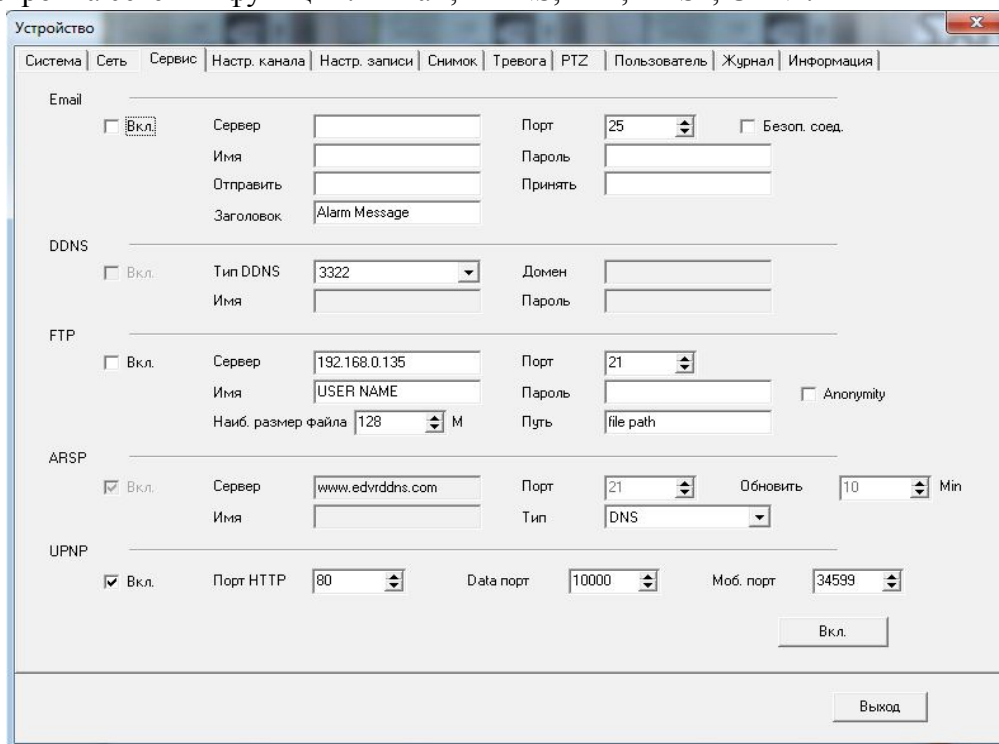 Устройство
Система Сеть Сервис Настр. канала Настр. записи Снимок Тревога PTZ Пользователь Журнал Информация
Email
Вкл. Сервер Порт 25 Безоп. соед.
Имя Пароль
Отправить Принять
Заголовок Alarm Message
DDNS
Вкл. Тип DDNS 3322 Домен
Имя Пароль
FTP
Вкл. Сервер 192.168.0.135 Порт 21
Имя USER NAME Пароль Anonymity
Наиб. размер файла 128 M Путь file path
ARSP
Вкл. Сервер www.edvrddns.com Порт 21 Обновить 10 Min
Имя Тип DNS
UPNP
Вкл. Порт HTTP 80 Data порт 10000 Моб. порт 34599
Вкл.
Выход